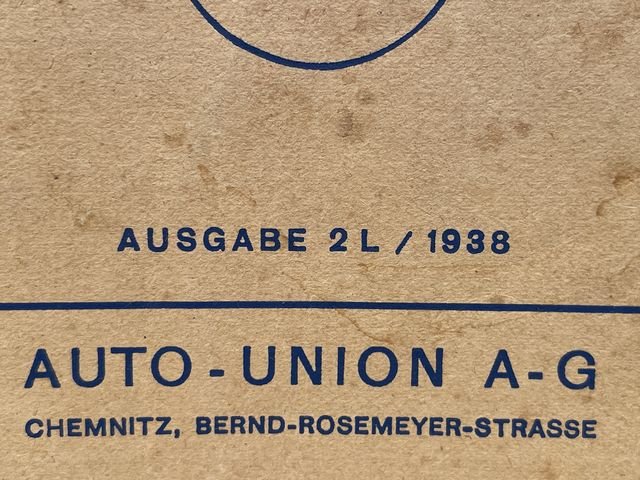 AUSGABE 2L / 1938
AUTO-UNION A-G
CHEMNITZ, BERND-ROSEMEYER-STRASSE